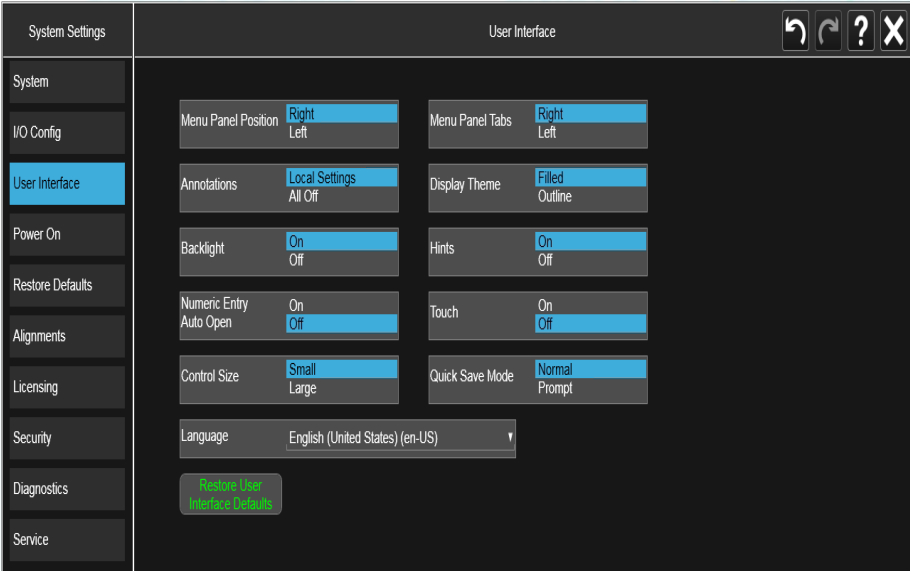 System Settings
User Interface
?
System
I/O Config
User Interface
Power On
Restore Defaults
Alignments
Licensing
Security
Diagnostics
Service
Menu Panel Position
Right
Left
Menu Panel Tabs
Right
Left
Annotations
Local Settings
All Off
Display Theme
Filled
Outline
Backlight
On
Off
Hints
On
Off
Numeric Entry
Auto Open
On
Off
Touch
On
Off
Control Size
Small
Large
Quick Save Mode
Normal
Prompt
Language
English (United States) (en-US)
Restore User
Interface Defaults